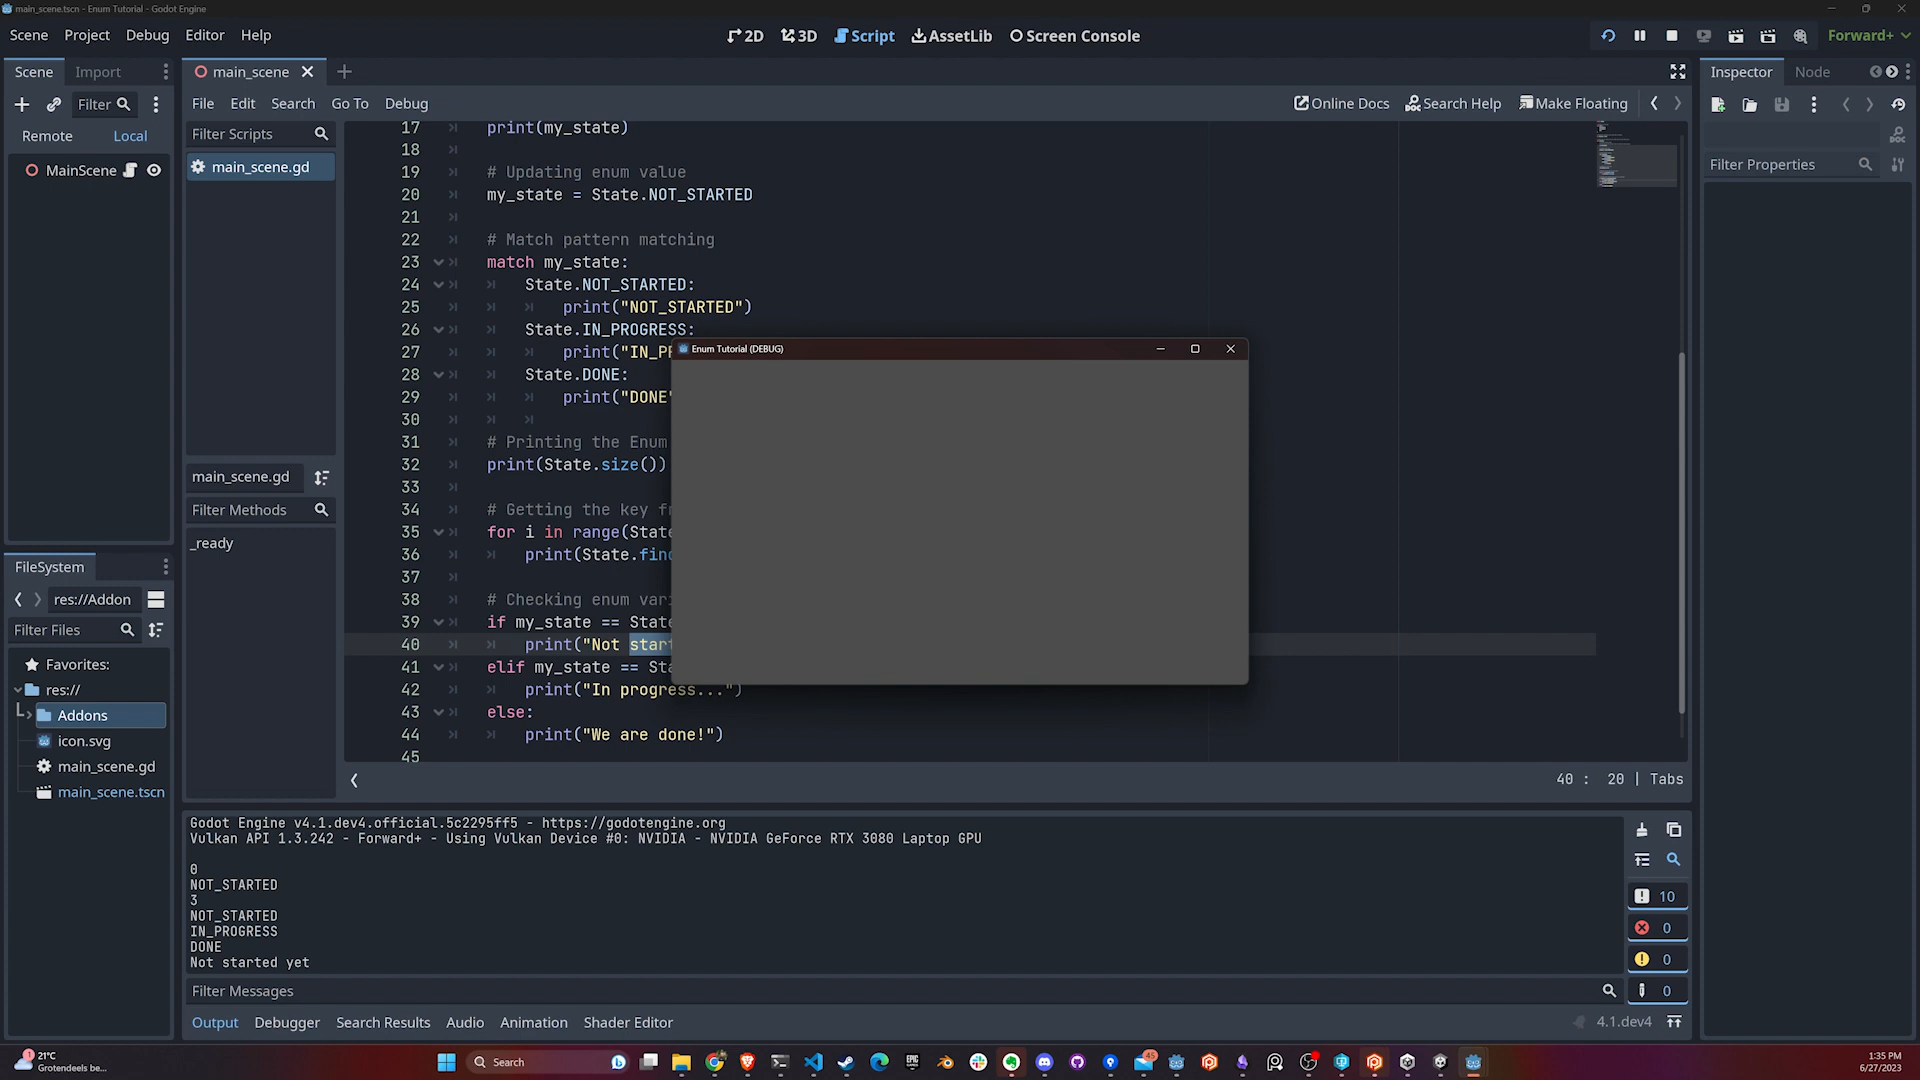 main_scene.tscn - Enum Tutorial - Godot Engine
Scene Project Debug Editor Help
2D 3D Script AssetLib Screen Console
Forward+
Scene Import
main_scene
Inspector Node
Filter
File Edit Search Go To Debug
Online Docs Search Help Make Floating
Remote Local
Filter Scripts
MainScene
main_scene.gd
Filter Properties
17 print(my_state)
18
19 # Updating enum value
20 my_state = State.NOT_STARTED
21
22 # Match pattern matching
23 match my_state:
24 State.NOT_STARTED:
25 print("NOT_STARTED")
26 State.IN_PROGRESS:
27 print("IN_P
28 State.DONE:
29 print("DONE"
30
31 # Printing the Enum
32 print(State.size())
33
34 # Getting the key f
35 for i in range(State
36 print(State.find
37
38 # Checking enum vari
39 if my_state == State
40 print("Not start
41 elif my_state == Sta
42 print("In progress...")
43 else:
44 print("We are done!")
45
Enum Tutorial (DEBUG)
main_scene.gd
Filter Methods
_ready
FileSystem
res://Addon
Filter Files
Favorites:
res://
Addons
icon.svg
main_scene.gd
main_scene.tscn
40 : 20 | Tabs
Godot Engine v4.1.dev4.official.5c2295ff5 - https://godotengine.org
Vulkan API 1.3.242 - Forward+ - Using Vulkan Device #0: NVIDIA - NVIDIA GeForce RTX 3080 Laptop GPU
0
NOT_STARTED
3
NOT_STARTED
IN_PROGRESS
DONE
Not started yet
10
0
0
0
Filter Messages
Output Debugger Search Results Audio Animation Shader Editor
4.1.dev4
1
21°C
Grotendeels be...
Search
EPIC
45
1:35 PM
6/27/2023